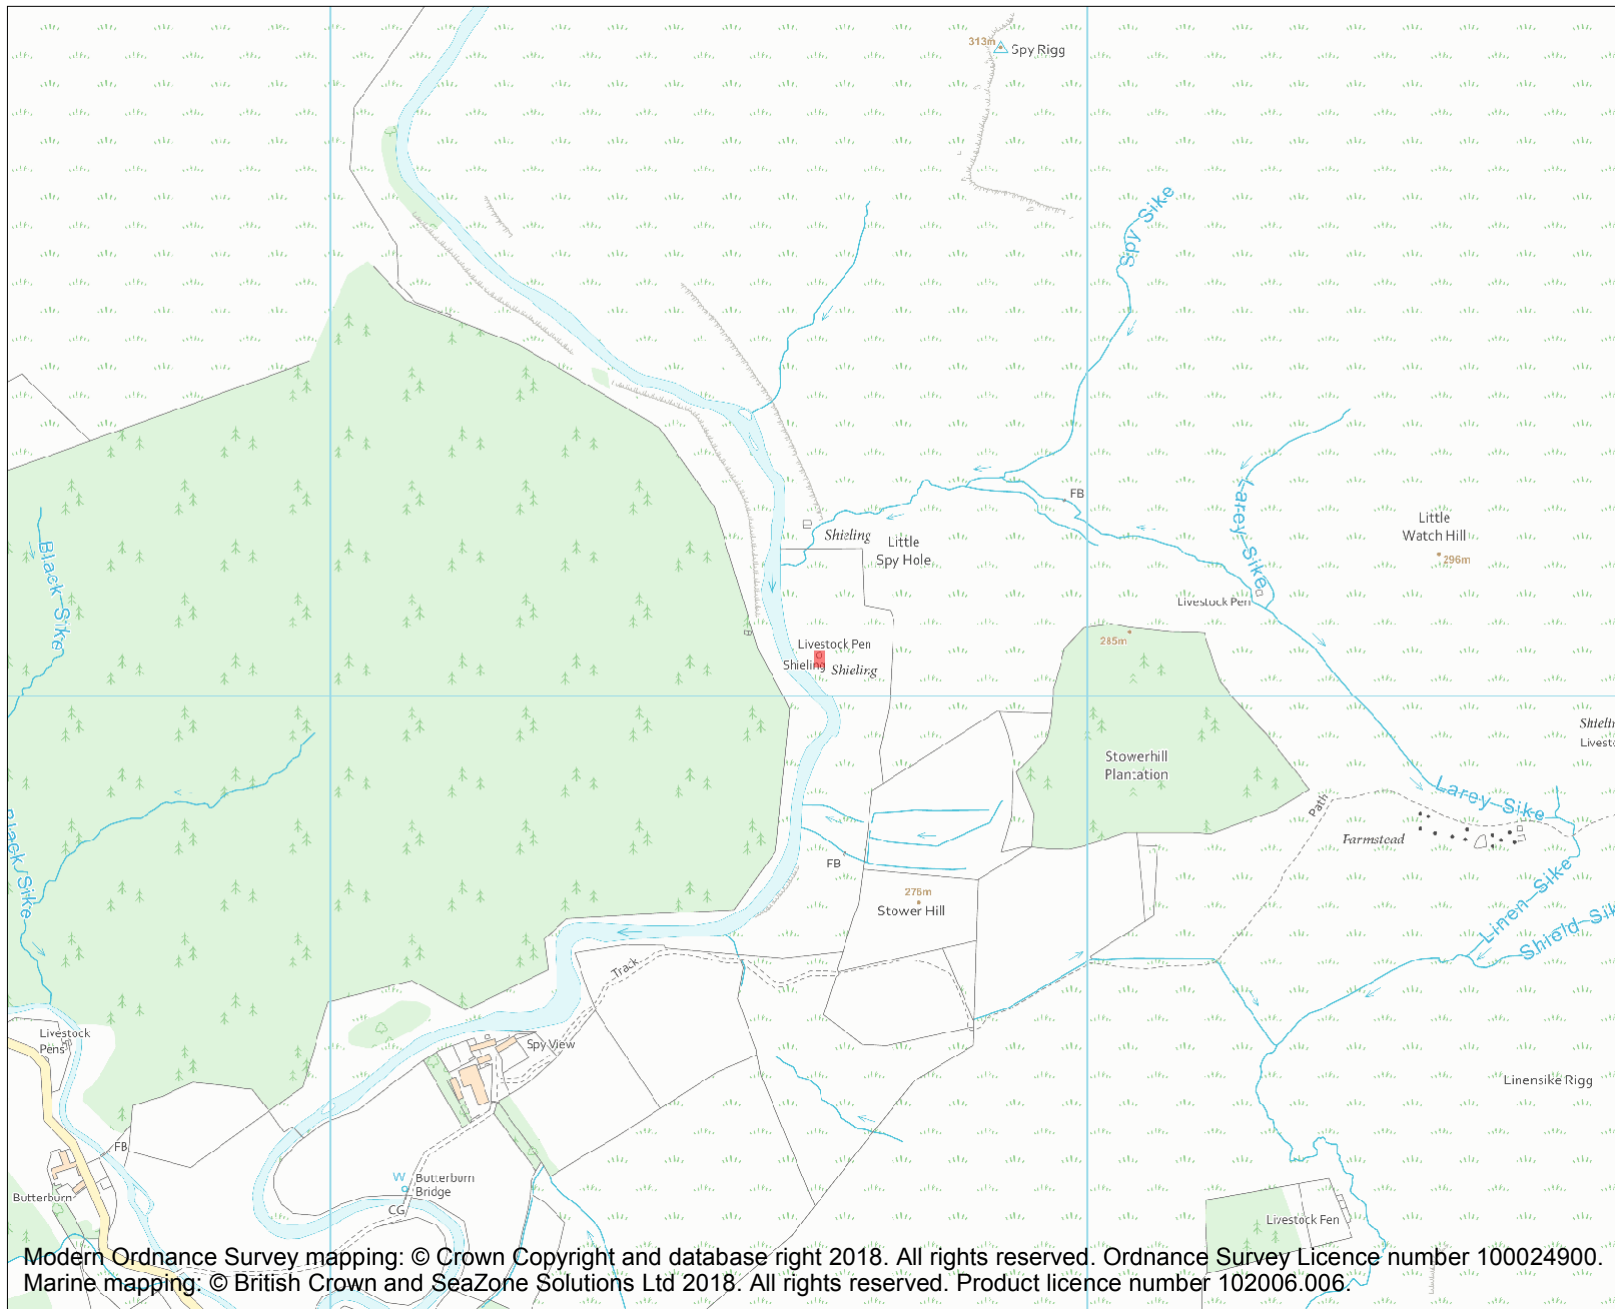 313m
Spy Rigg
Spy Sike
Larey Sike
FB
Little
Watch Hill
296m
Shieling
Little
Spy Hole
Black Sike
Livestock Pen
285m
Livestock Pen
Shieling
Shieling
Stowerhill
Plantation
Larey Sike
Path
Farmstead
Black Sike
FB
275m
Stower Hill
Linen Sike
Track
Livestock
Pens
Spy View
Linensike Rigg
FB
W
Butterburn
Bridge
Butterburn
CG
Livestock Pen
Modern Ordnance Survey mapping: © Crown Copyright and database right 2018. All rights reserved. Ordnance Survey Licence number 100024900.
Marine mapping: © British Crown and SeaZone Solutions Ltd 2018. All rights reserved. Product licence number 102006.006.